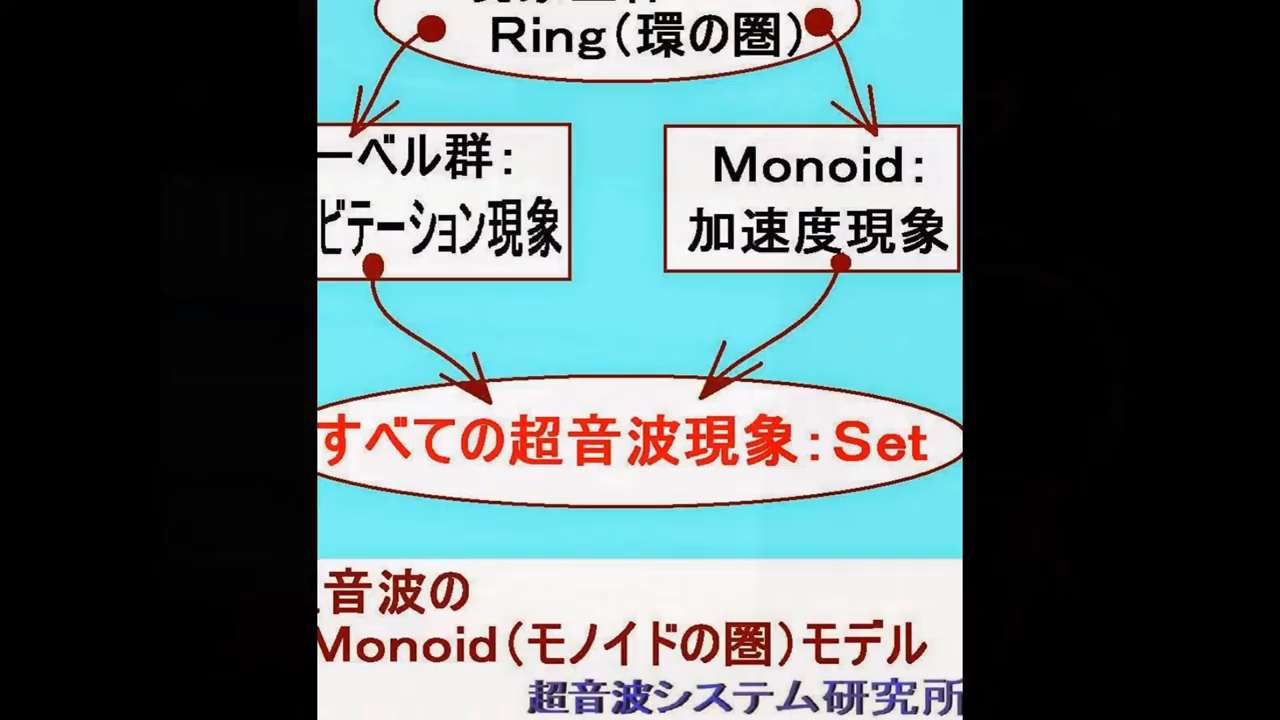 Ring(環の圏)
ーベル群:
ビテーション現象
Monoid:
加速度現象
すべての超音波現象:Set
音波の
Monoid(モノイドの圏)モデル
超音波システム研究所